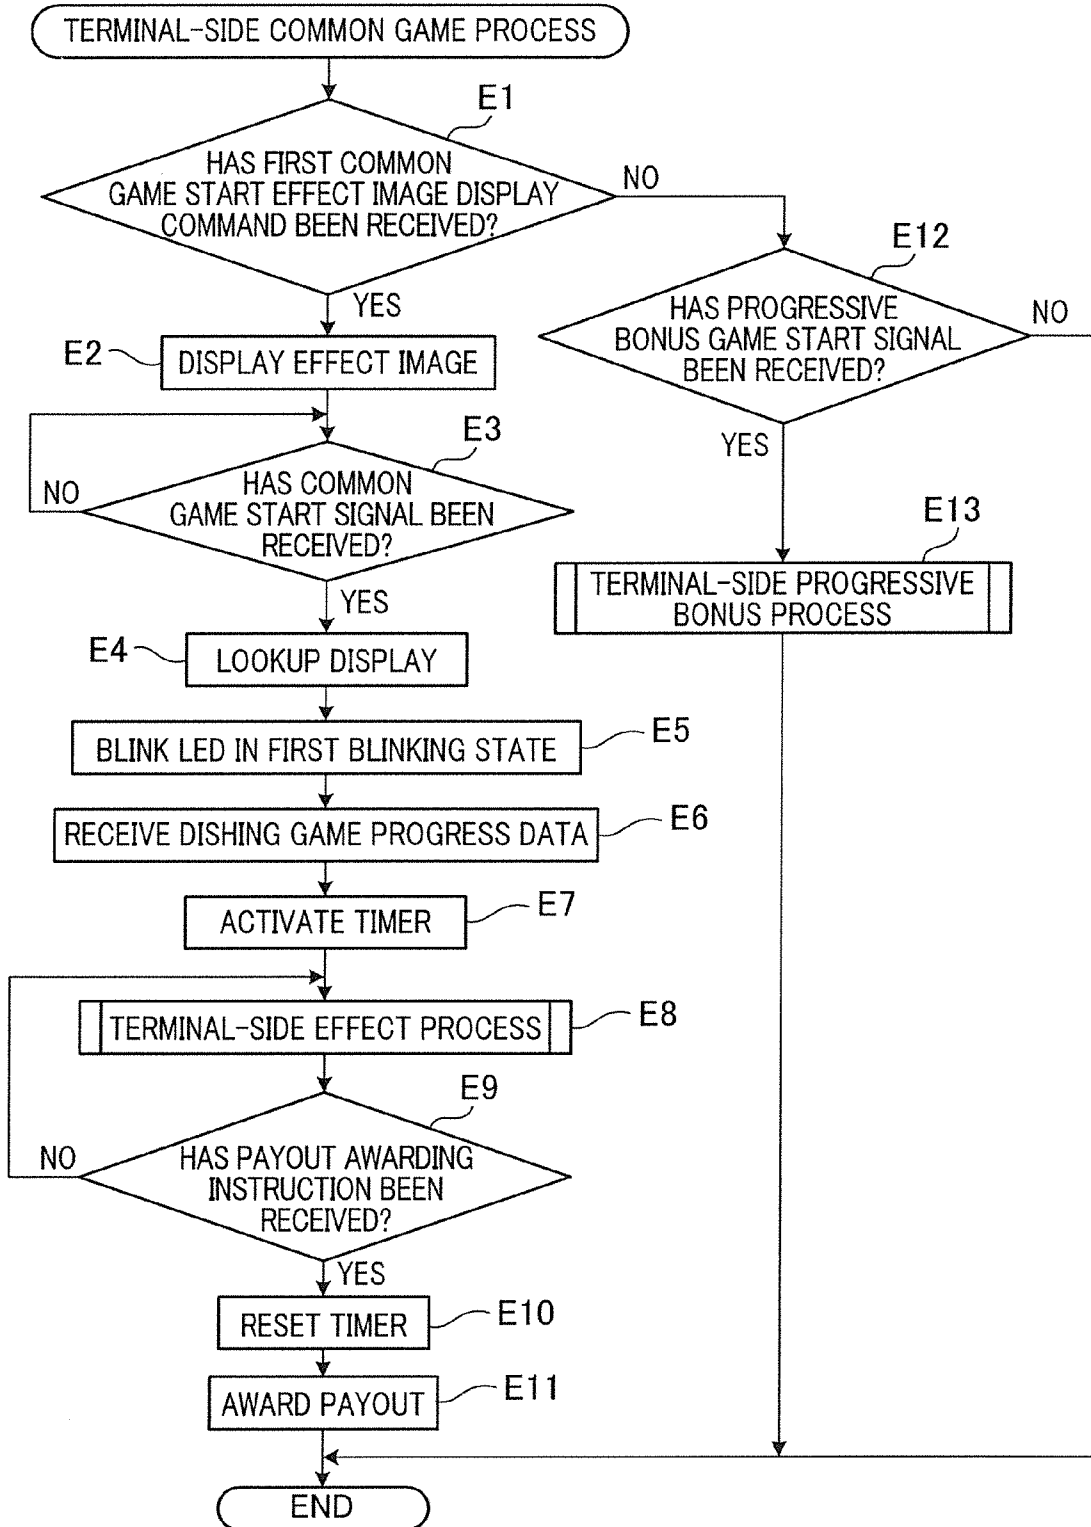 TERMINAL-SIDE COMMON GAME PROCESS
E1
HAS FIRST COMMON
GAME START EFFECT IMAGE DISPLAY
COMMAND BEEN RECEIVED?
NO
YES
E12
HAS PROGRESSIVE
BONUS GAME START SIGNAL
BEEN RECEIVED?
NO
YES
E2
DISPLAY EFFECT IMAGE
E3
HAS COMMON
GAME START SIGNAL BEEN
RECEIVED?
NO
YES
E13
TERMINAL-SIDE PROGRESSIVE
BONUS PROCESS
E4
LOOKUP DISPLAY
BLINK LED IN FIRST BLINKING STATE
E5
RECEIVE DISHING GAME PROGRESS DATA
E6
ACTIVATE TIMER
E7
TERMINAL-SIDE EFFECT PROCESS
E8
E9
HAS PAYOUT AWARDING
INSTRUCTION BEEN
RECEIVED?
NO
YES
RESET TIMER
E10
AWARD PAYOUT
E11
END